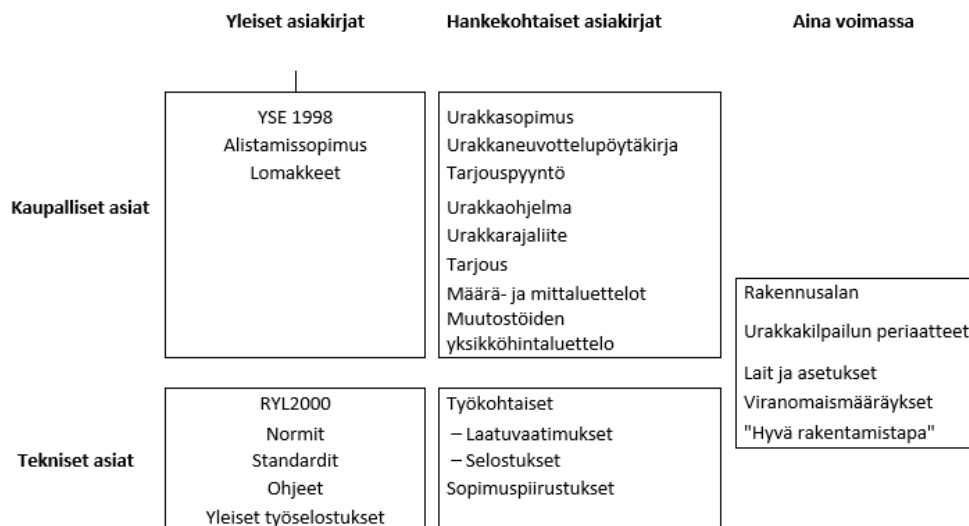 Yleiset asiakirjat
Hankekohtaiset asiakirjat
Aina voimassa
Kaupalliset asiat
YSE 1998
Alistamissopimus
Lomakkeet
Urakkasopimus
Urakkaneuvottelupöytäkirja
Tarjouspyyntö
Urakkaohjelma
Urakkarajaliite
Tarjous
Määrä- ja mittaluettelot
Muutostöiden
yksikköhintaluettelo
Rakennusalan
Urakkakilpailun periaatteet
Lait ja asetukset
Viranomaismääräykset
"Hyvä rakentamistapa"
Tekniset asiat
RYL2000
Normit
Standardit
Ohjeet
Yleiset työselostukset
Työkohtaiset
– Laatuvaatimukset
– Selostukset
Sopimuspiirustukset